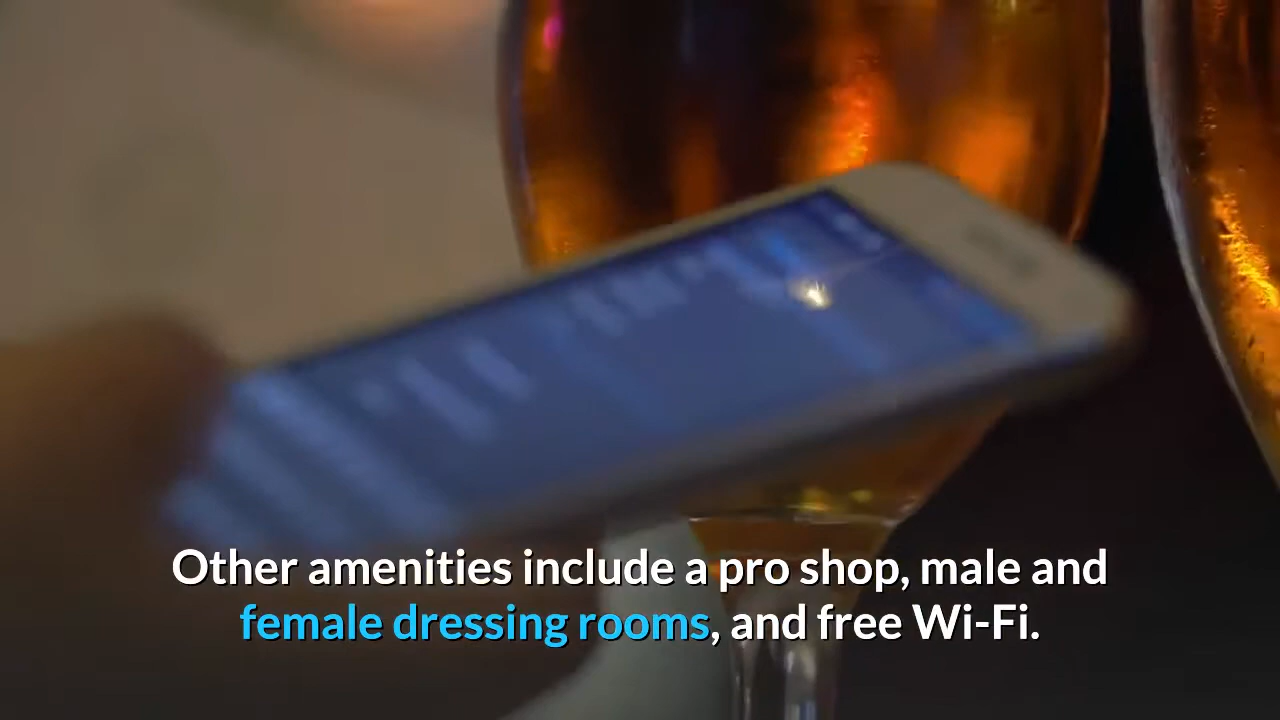 Other amenities include a pro shop, male and
female dressing rooms, and free Wi-Fi.